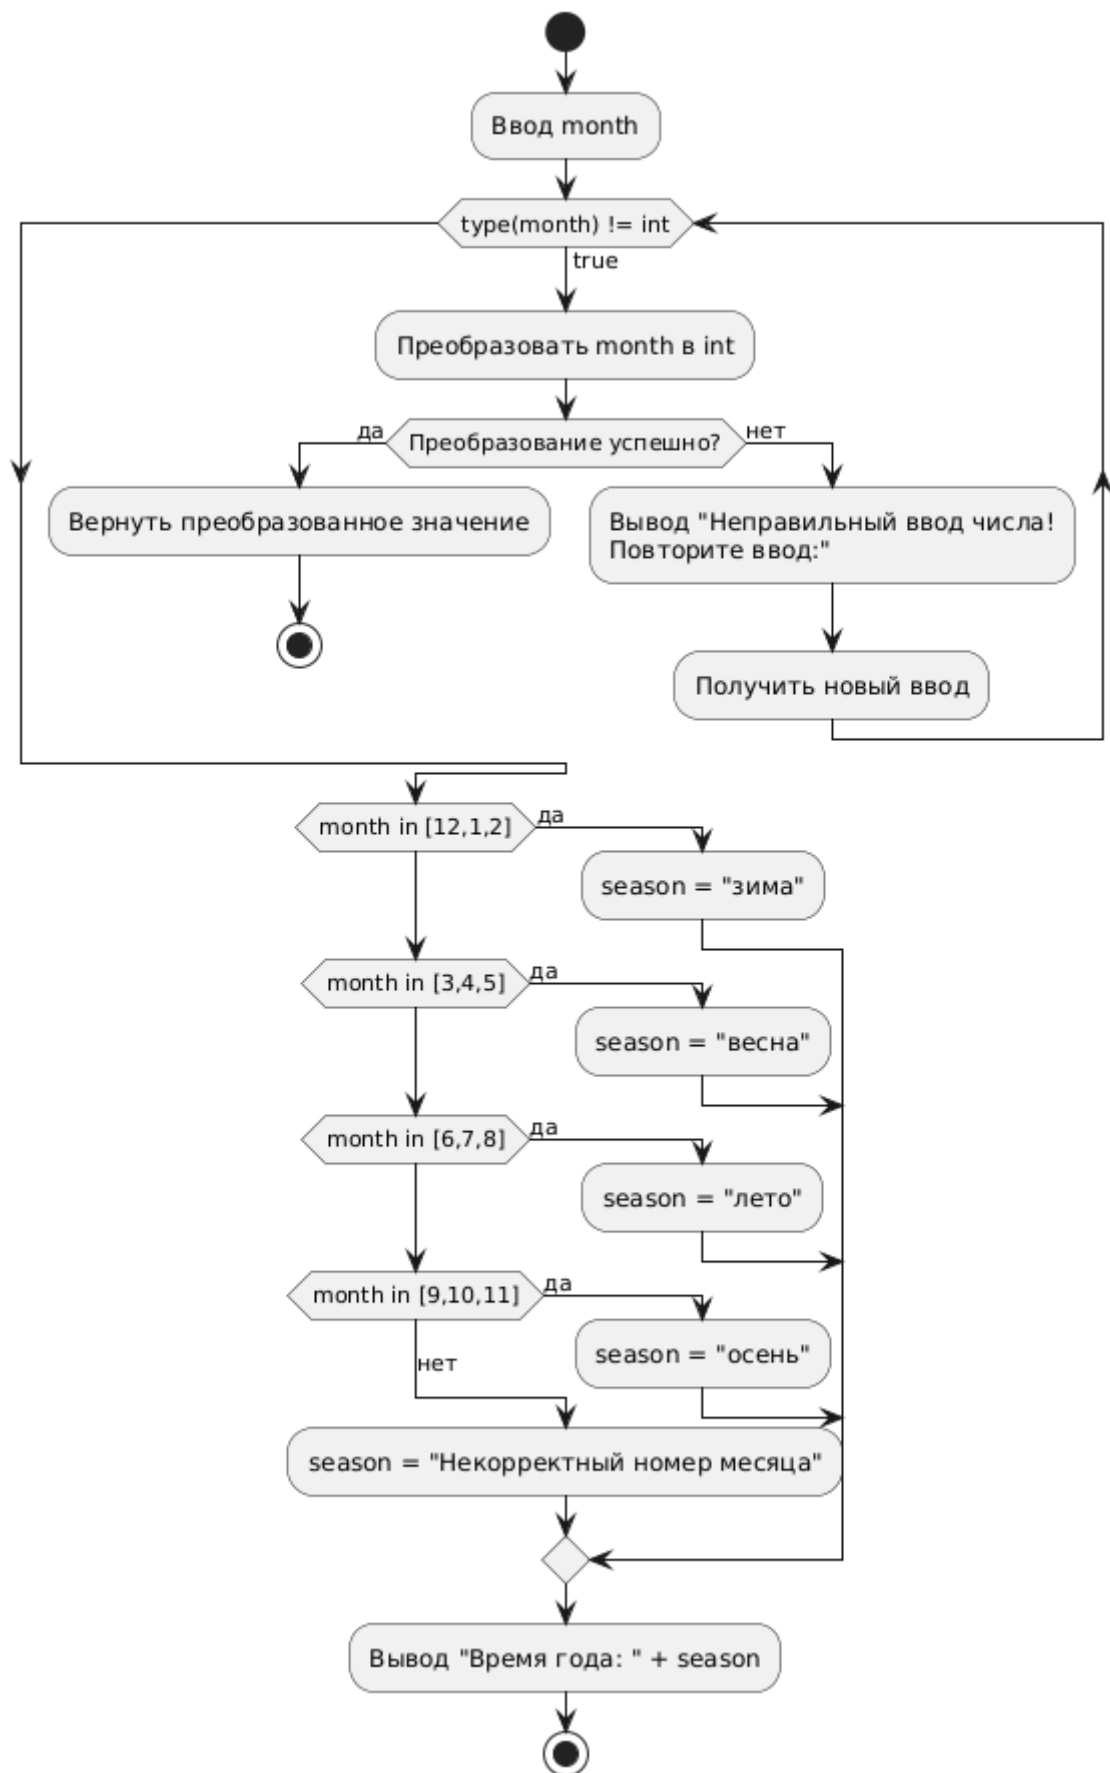 Ввод month
type(month) != int
true
Преобразовать month в int
да
Преобразование успешно?
нет
Вернуть преобразованное значение
Вывод "Неправильный ввод числа!
Повторите ввод:"
Получить новый ввод
month in [12,1,2]
да
season = "зима"
month in [3,4,5]
да
season = "весна"
month in [6,7,8]
да
season = "лето"
month in [9,10,11]
да
season = "осень"
нет
season = "Некорректный номер месяца"
Вывод "Время года: " + season